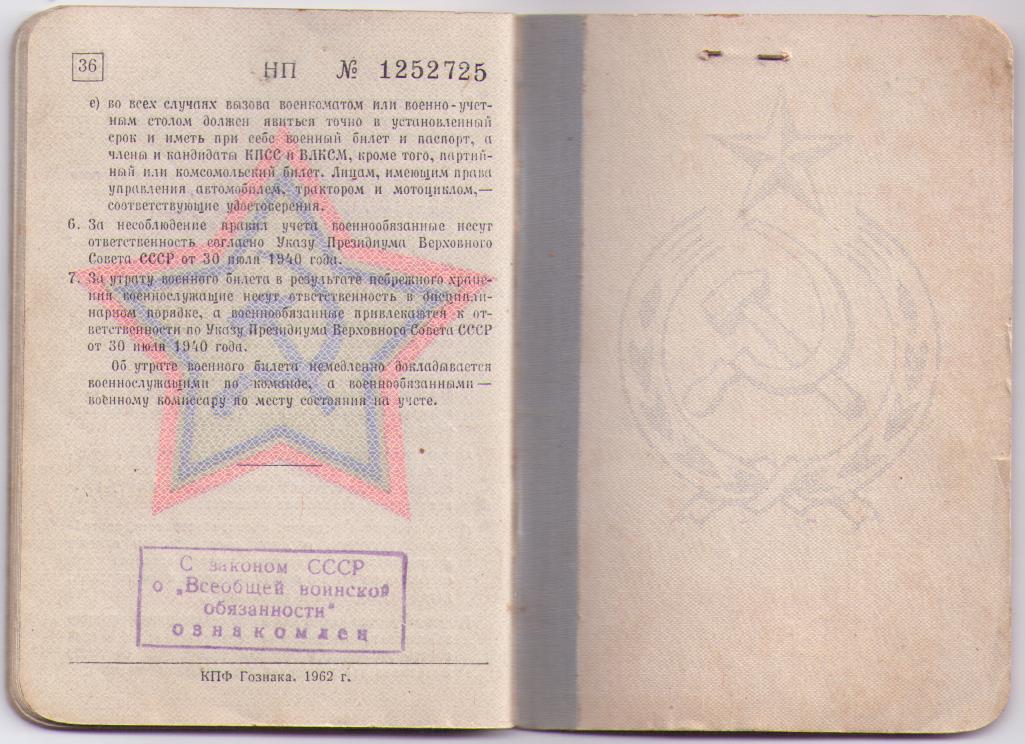 36
НП № 1252725
е) во всех случаях вызова военкоматом или военно-учет-
ным столом должен явиться точно в установленный
срок и иметь при себе военный билет и паспорт, а
члены и кандидаты КПСС и ВЛКСМ, кроме того, партий-
ный или комсомольский билет. Лицам, имеющим права
управления автомобилем, трактором и мотоциклом,—
соответствующие удостоверения.
6. За несоблюдение правил учета военнообязанные несут
ответственность согласно Указу Президиума Верховного
Совета СССР от 30 июля 1940 года.
7. За утрату военного билета в результате небрежного хране-
ния военнослужащие несут ответственность в дисципли-
нарном порядке, а военнообязанные привлекаются к от-
ветственности по Указу Президиума Верховного Совета СССР
от 30 июля 1940 года.
Об утрате военного билета немедленно докладывается
военнослужащими по команде, а военнообязанными —
военному комиссару по месту состояния на учете.
С законом СССР
о „Всеобщей воинской
обязанности"
ознакомлен
КПФ Гознака. 1962 г.